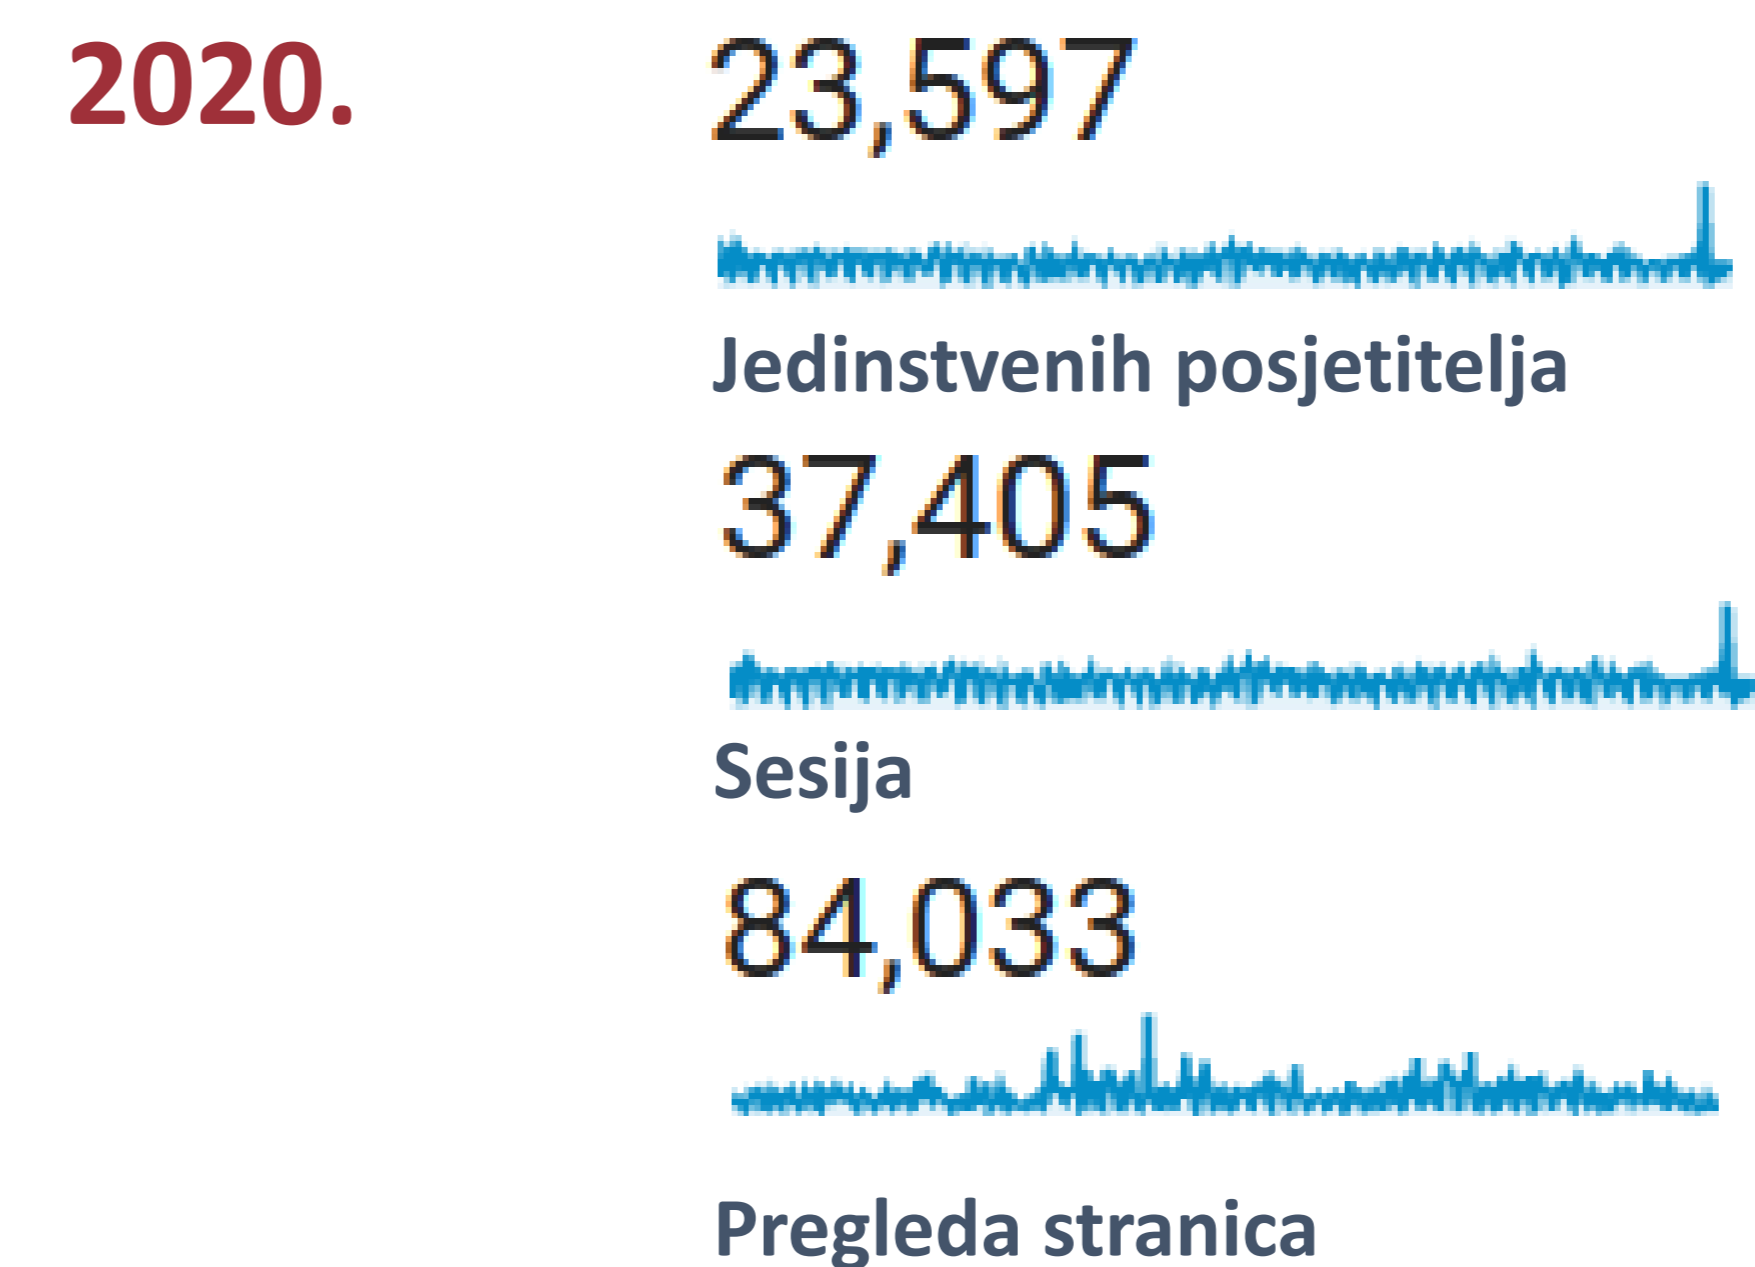 2020.
23,597
Jedinstvenih posjetitelja
37,405
Sesija
84,033
Pregleda stranica